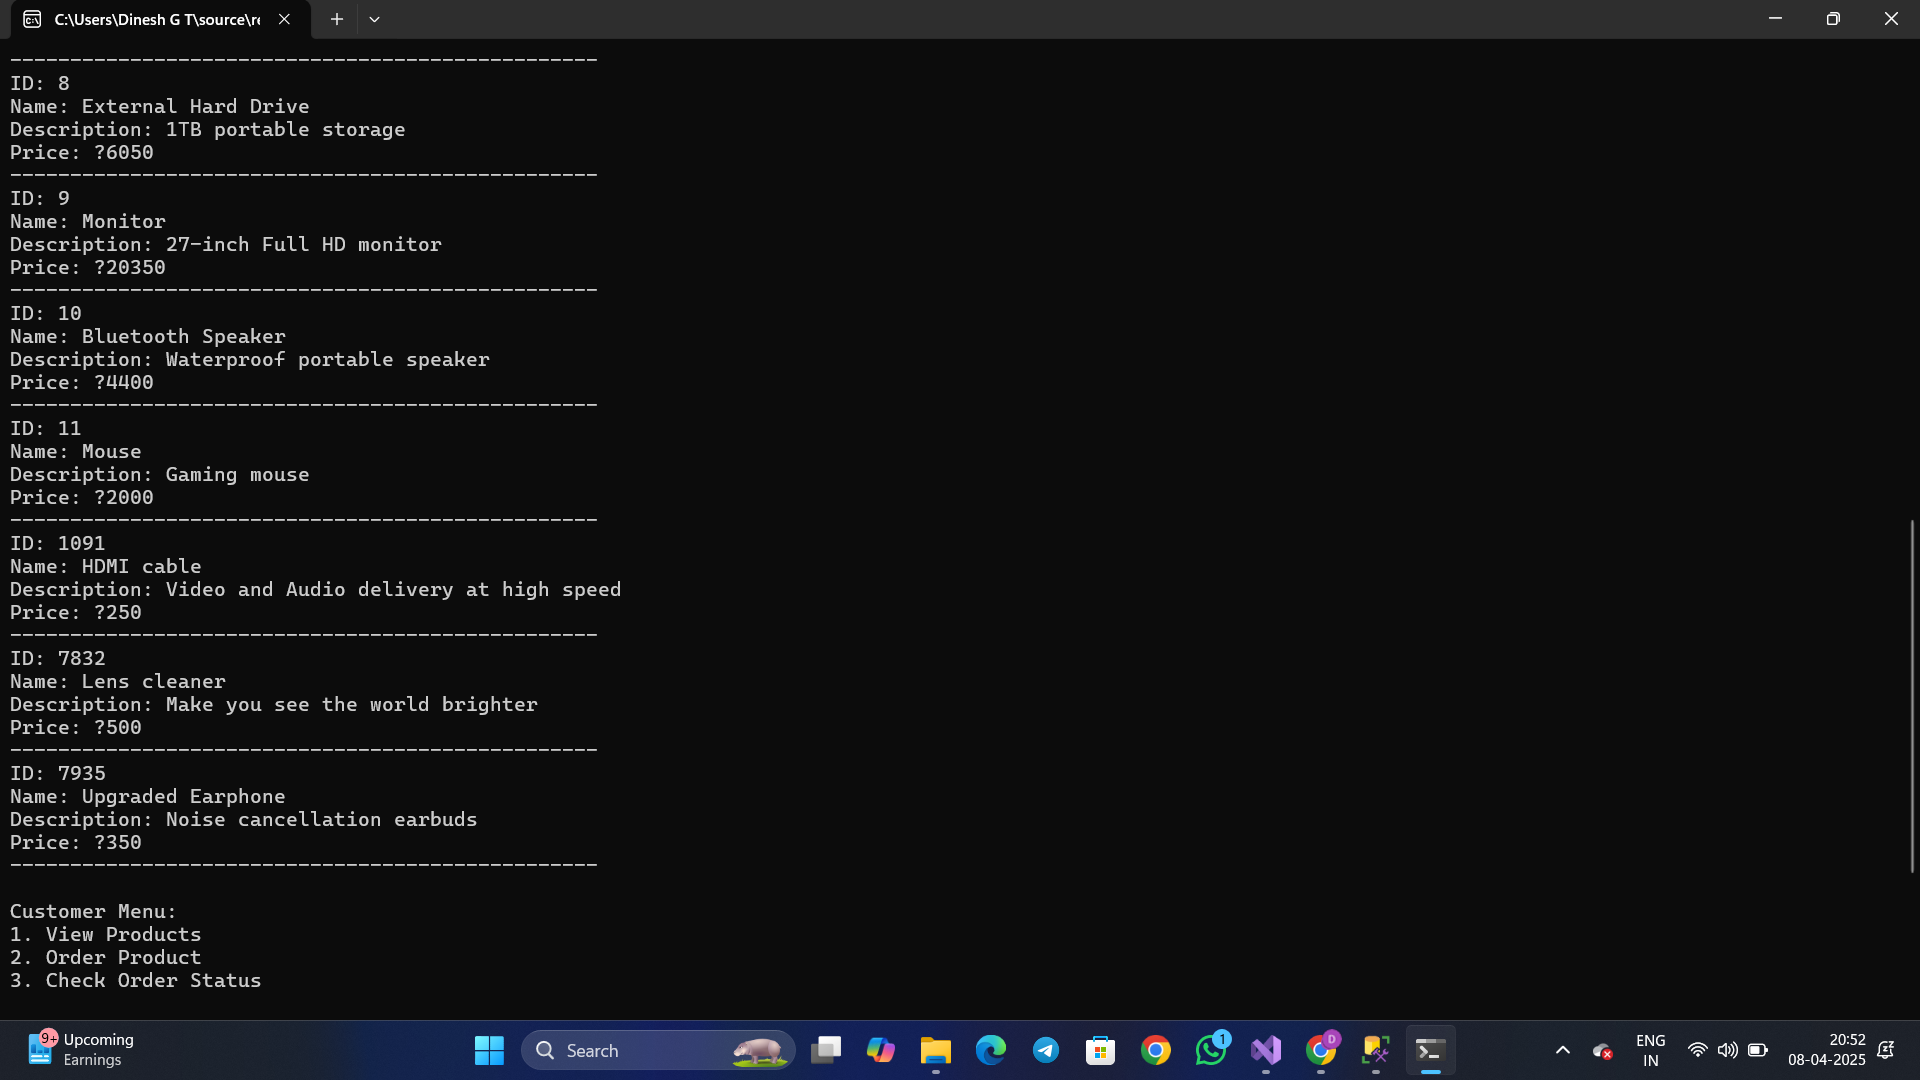 C:\Users\Dinesh G T\source\re
------------------------------------------------- 
ID: 8
Name: External Hard Drive
Description: 1TB portable storage
Price: ?6050
-------------------------------------------------
ID: 9
Name: Monitor
Description: 27-inch Full HD monitor
Price: ?20350
-------------------------------------------------
ID: 10
Name: Bluetooth Speaker
Description: Waterproof portable speaker
Price: ?4400
-------------------------------------------------
ID: 11
Name: Mouse
Description: Gaming mouse
Price: ?2000
-------------------------------------------------
ID: 1091
Name: HDMI cable
Description: Video and Audio delivery at high speed
Price: ?250
-------------------------------------------------
ID: 7832
Name: Lens cleaner
Description: Make you see the world brighter
Price: ?500
-------------------------------------------------
ID: 7935
Name: Upgraded Earphone
Description: Noise cancellation earbuds
Price: ?350
-------------------------------------------------
Customer Menu:
1. View Products
2. Order Product
3. Check Order Status
9+
Upcoming
Earnings
Search
1
D
ENG
IN
20:52
08-04-2025